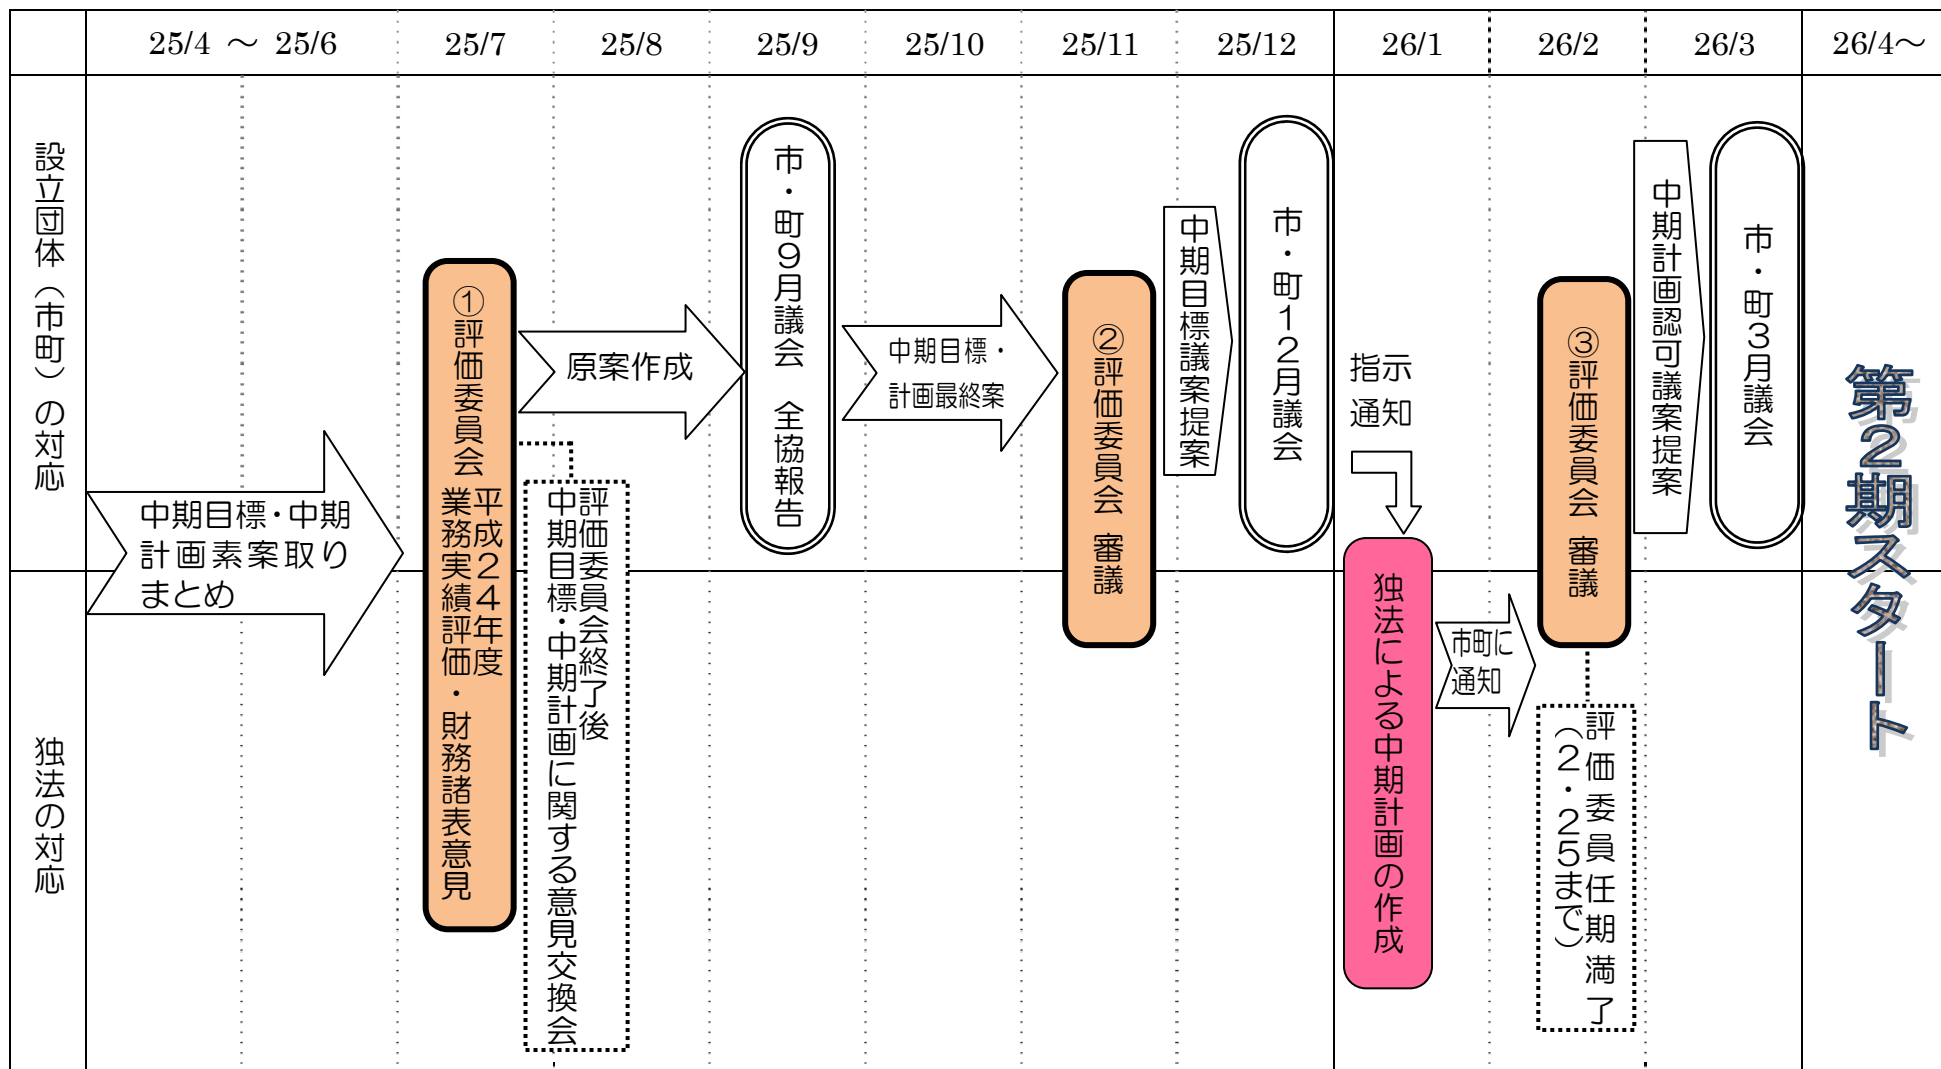 25/4 ～ 25/6
25/7
25/8
25/9
25/10
25/11
25/12
26/1
26/2
26/3
26/4～
設立団体（市町）の対応
独法の対応
中期目標・中期
計画素案取り
まとめ
①評価委員会
平成２４年度
業務実績評価・財務諸表意見
評価委員会終了後
中期目標・中期計画に関する意見交換会
原案作成
市・町９月議会　全協報告
中期目標・
計画最終案
②評価委員会 審議
中期目標議案提案
市・町１２月議会
指示
通知
独法による中期計画の作成
市町に
通知
③評価委員会 審議
評価委員任期満了
（２・２５まで）
中期計画認可議案提案
市・町３月議会
第２期スタート